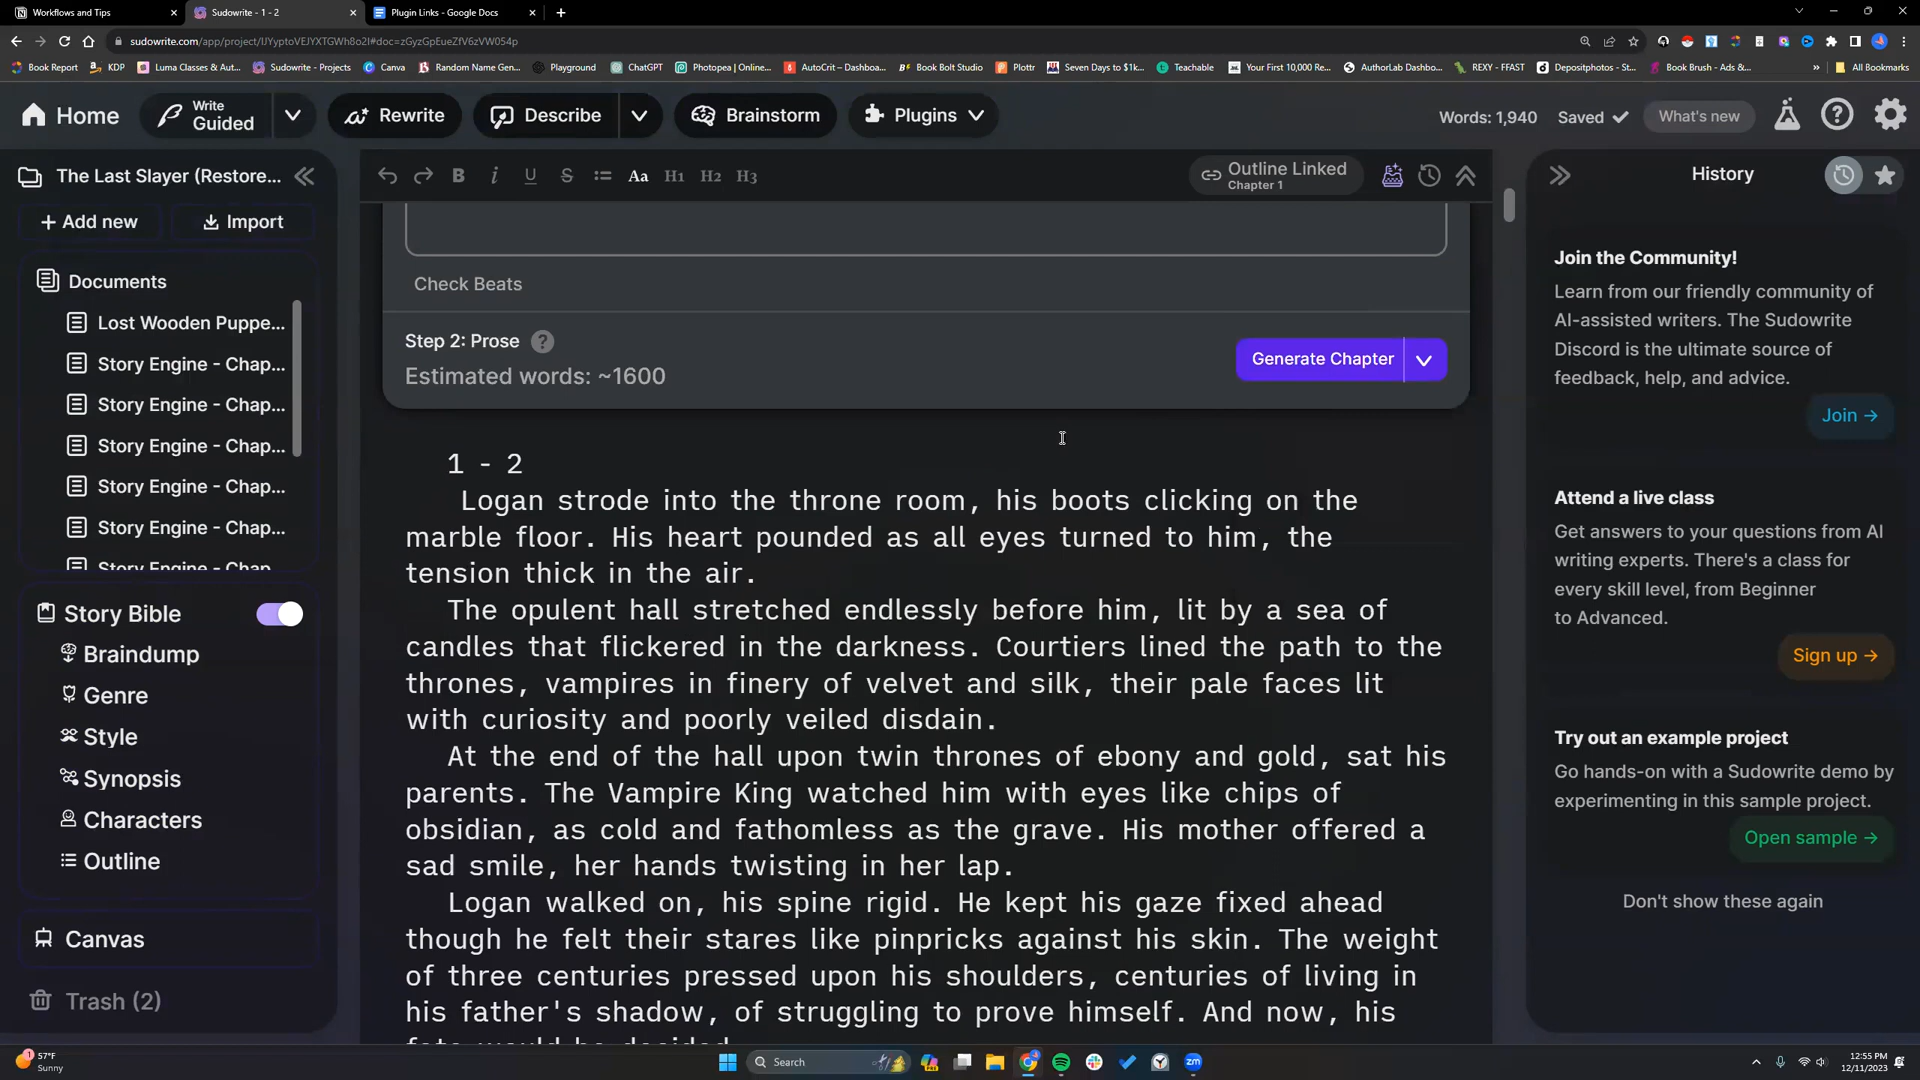 Workflows and Tips
Sudowrite - 1 - 2
Plugin Links - Google Docs
sudowrite.com/app/project/IJYyptoVEJYXTGWh8o2I#doc=zGyzGpEueZfV6zVW054p
Book Report
KDP
Luma Classes & Aut...
Sudowrite - Projects
Canva
Random Name Gen...
Playground
ChatGPT
Photopea | Online...
AutoCrit – Dashboa...
Book Bolt Studio
Plottr
Seven Days to $1k...
Teachable
Your First 10,000 Re...
AuthorLab Dashbo...
REXY - FFAST
Depositphotos - St...
Book Brush - Ads &...
»
All Bookmarks
Home
Write
Guided
Rewrite
Describe
Brainstorm
Plugins
Words: 1,940
Saved
What's new
The Last Slayer (Restore...
+ Add new
Import
Documents
Lost Wooden Puppe...
Story Engine - Chap...
Story Engine - Chap...
Story Engine - Chap...
Story Engine - Chap...
Story Engine - Chap...
Story Engine - Chap
Story Bible
Braindump
Genre
Style
Synopsis
Characters
Outline
Canvas
Trash (2)
B
i
U
S
Aa
H1
H2
H3
Outline Linked
Chapter 1
Check Beats
Step 2: Prose ?
Estimated words: ~1600
Generate Chapter
1 - 2
Logan strode into the throne room, his boots clicking on the
marble floor. His heart pounded as all eyes turned to him, the
tension thick in the air.
The opulent hall stretched endlessly before him, lit by a sea of
candles that flickered in the darkness. Courtiers lined the path to the
thrones, vampires in finery of velvet and silk, their pale faces lit
with curiosity and poorly veiled disdain.
At the end of the hall upon twin thrones of ebony and gold, sat his
parents. The Vampire King watched him with eyes like chips of
obsidian, as cold and fathomless as the grave. His mother offered a
sad smile, her hands twisting in her lap.
Logan walked on, his spine rigid. He kept his gaze fixed ahead
though he felt their stares like pinpricks against his skin. The weight
of three centuries pressed upon his shoulders, centuries of living in
his father's shadow, of struggling to prove himself. And now, his
fate would be decided.
History
Join the Community!
Learn from our friendly community of
AI-assisted writers. The Sudowrite
Discord is the ultimate source of
feedback, help, and advice.
Join →
Attend a live class
Get answers to your questions from AI
writing experts. There's a class for
every skill level, from Beginner
to Advanced.
Sign up →
Try out an example project
Go hands-on with a Sudowrite demo by
experimenting in this sample project.
Open sample →
Don't show these again
1
57°F
Sunny
Search
12:55 PM
12/11/2023